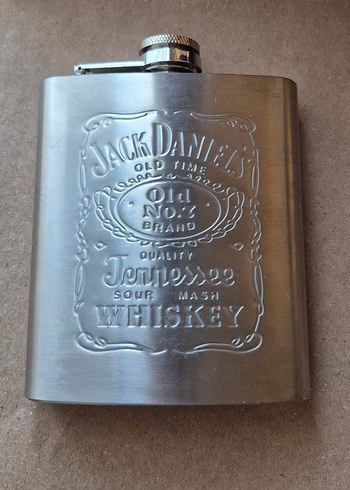 JACK DANIEL'S
OLD TIME
Old
No.7
BRAND
QUALITY
Tennessee
SOUR MASH
WHISKEY